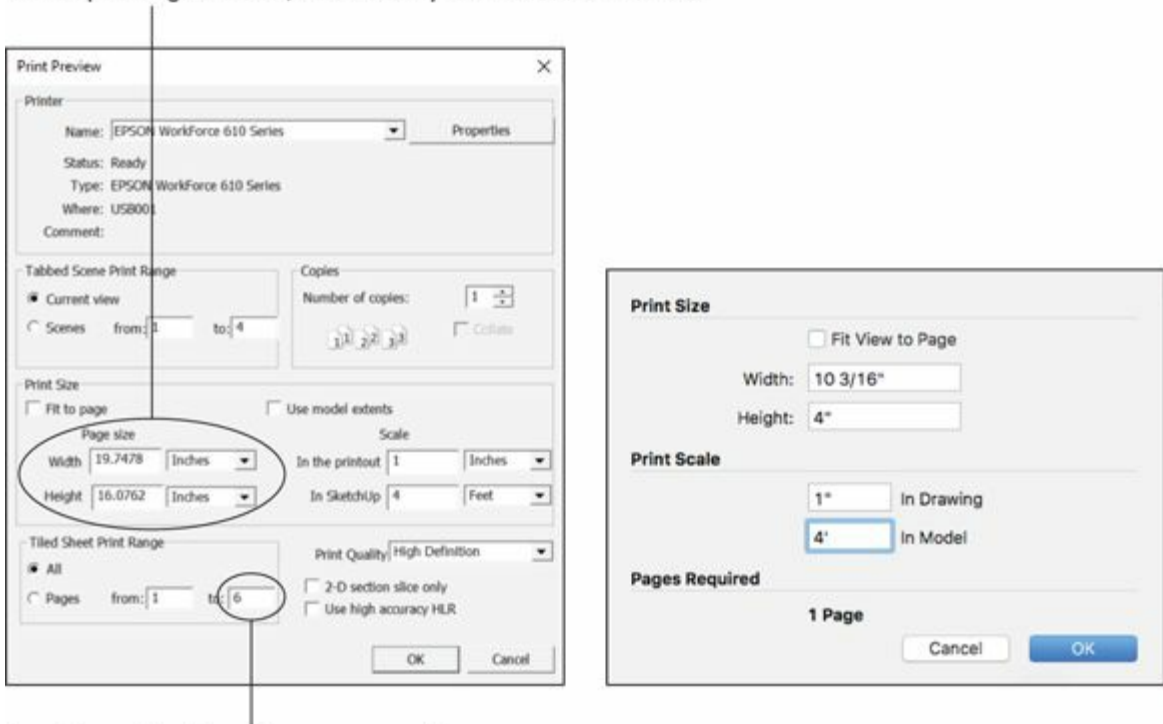 Print Preview
Printer
Name: EPSON WorkForce 610 Series Properties
Status: Ready
Type: EPSON WorkForce 610 Series
Where: USB001
Comment:
Tabbed Scene Print Range
Current view
Scenes from: 1 to: 4
Copies
Number of copies: 1
1 1 2 2 3 3
Collate
Print Size
Fit to page Use model extents
Page size Scale
Width 19.7478 Inches In the printout 1 Inches
Height 16.0762 Inches In SketchUp 4 Feet
Tiled Sheet Print Range
All
Pages from: 1 to: 6
Print Quality High Definition
2-D section slice only
Use high accuracy HLR
OK Cancel
Print Size
Fit View to Page
Width: 10 3/16"
Height: 4"
Print Scale
1" In Drawing
4' In Model
Pages Required
1 Page
Cancel OK